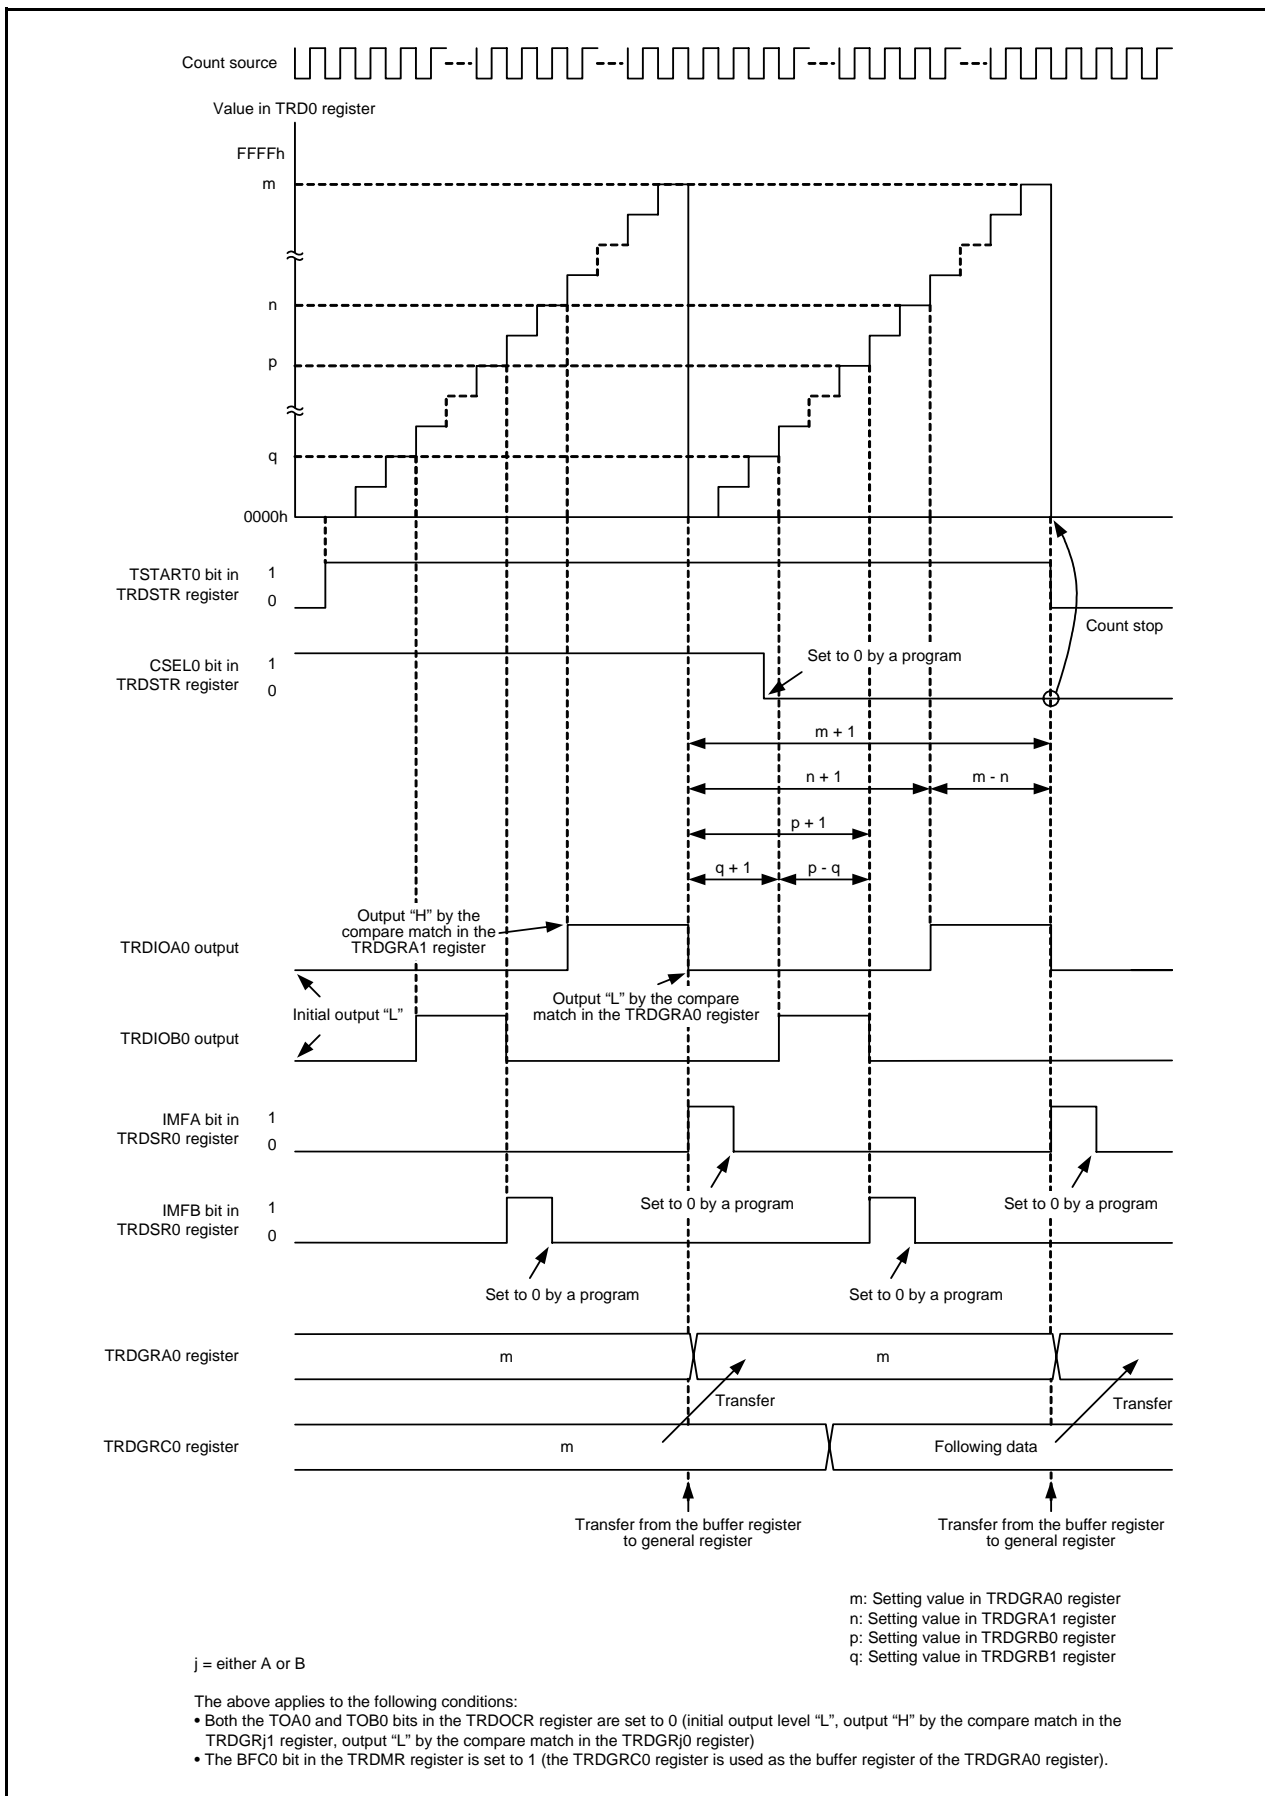 Count source
Value in TRD0 register
FFFFh
m
n
p
q
0000h
TSTART0 bit in
TRDSTR register
1
0
Count stop
CSEL0 bit in
TRDSTR register
1
0
Set to 0 by a program
m + 1
n + 1
m - n
p + 1
q + 1
p - q
Output “H” by the
compare match in the
TRDGRA1 register
TRDIOA0 output
Initial output “L”
Output “L” by the compare
match in the TRDGRA0 register
TRDIOB0 output
IMFA bit in
TRDSR0 register
1
0
Set to 0 by a program
Set to 0 by a program
IMFB bit in
TRDSR0 register
1
0
Set to 0 by a program
Set to 0 by a program
TRDGRA0 register
m
m
Transfer
Transfer
TRDGRC0 register
m
Following data
Transfer from the buffer register
to general register
Transfer from the buffer register
to general register
m: Setting value in TRDGRA0 register
n: Setting value in TRDGRA1 register
p: Setting value in TRDGRB0 register
q: Setting value in TRDGRB1 register
j = either A or B
The above applies to the following conditions:
• Both the TOA0 and TOB0 bits in the TRDOCR register are set to 0 (initial output level “L”, output “H” by the compare match in the
TRDGRj1 register, output “L” by the compare match in the TRDGRj0 register)
• The BFC0 bit in the TRDMR register is set to 1 (the TRDGRC0 register is used as the buffer register of the TRDGRA0 register).